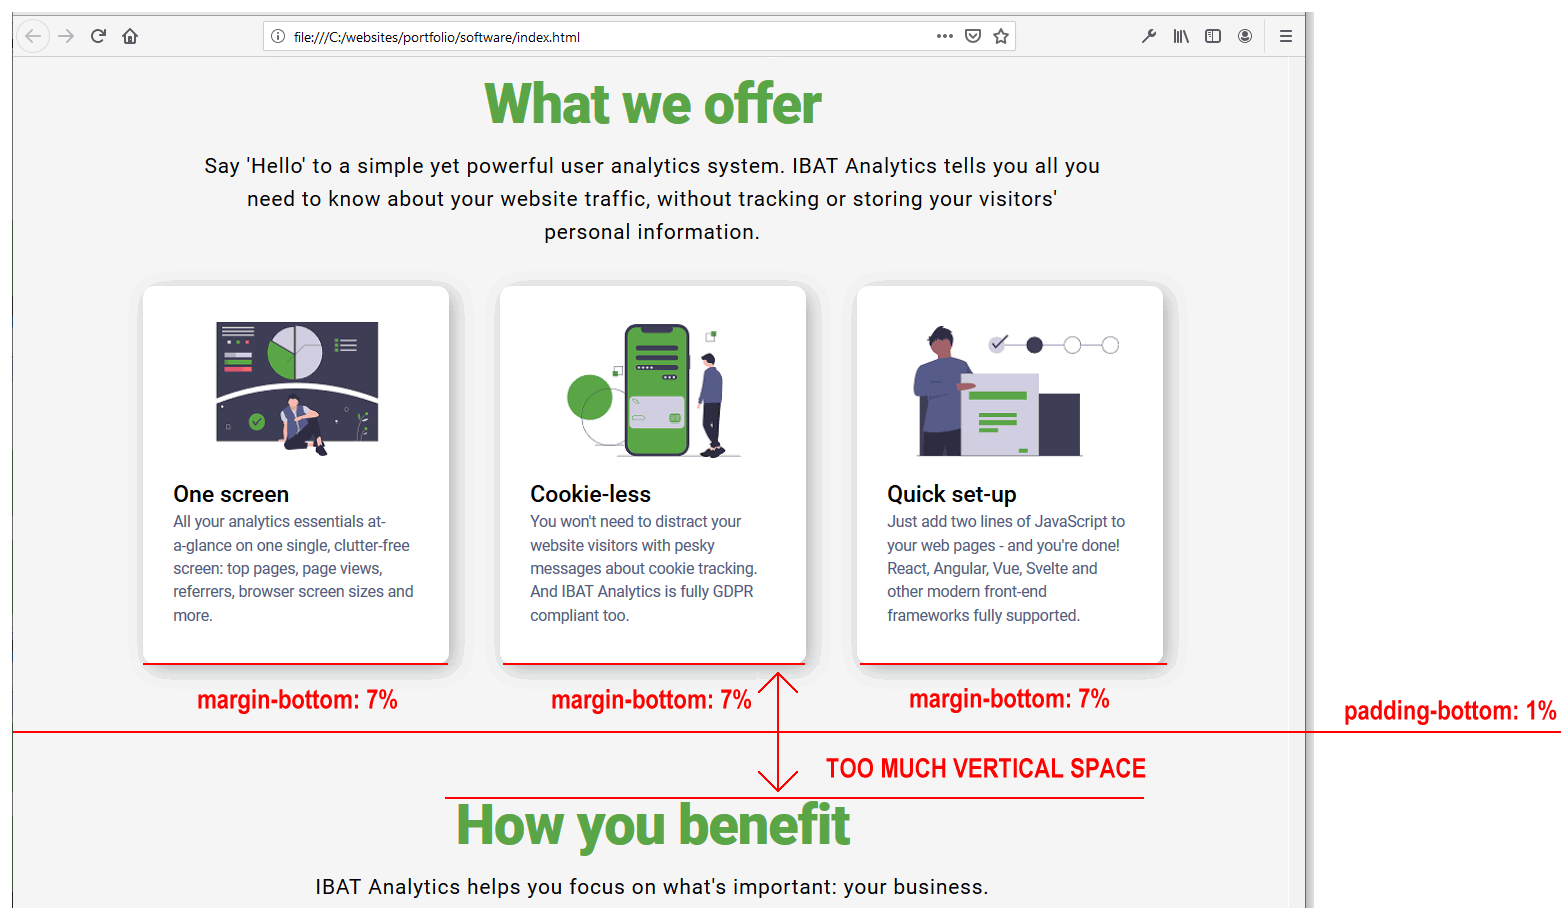 file:///C:/websites/portfolio/software/index.html
What we offer
Say 'Hello' to a simple yet powerful user analytics system. IBAT Analytics tells you all you
need to know about your website traffic, without tracking or storing your visitors'
personal information.
One screen
All your analytics essentials at-
a-glance on one single, clutter-free
screen: top pages, page views,
referrers, browser screen sizes and
more.
Cookie-less
You won't need to distract your
website visitors with pesky
messages about cookie tracking.
And IBAT Analytics is fully GDPR
compliant too.
Quick set-up
Just add two lines of JavaScript to
your web pages - and you're done!
React, Angular, Vue, Svelte and
other modern front-end
frameworks fully supported.
margin-bottom: 7%
margin-bottom: 7%
margin-bottom: 7%
padding-bottom: 1%
TOO MUCH VERTICAL SPACE
How you benefit
IBAT Analytics helps you focus on what's important: your business.